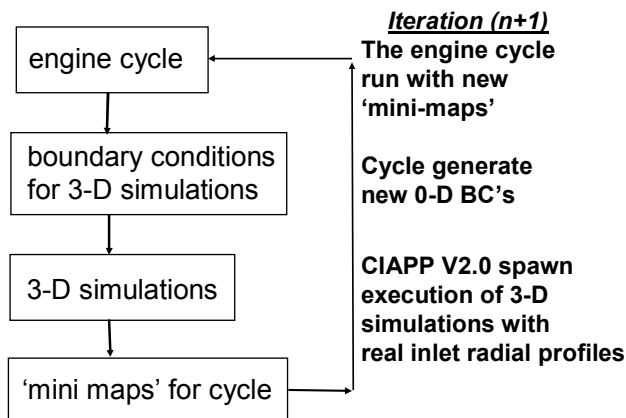 engine cycle
boundary conditions
for 3-D simulations
3-D simulations
‘mini maps’ for cycle
Iteration (n+1)
The engine cycle
run with new
‘mini-maps’
Cycle generate
new 0-D BC’s
CIAPP V2.0 spawn
execution of 3-D
simulations with
real inlet radial profiles